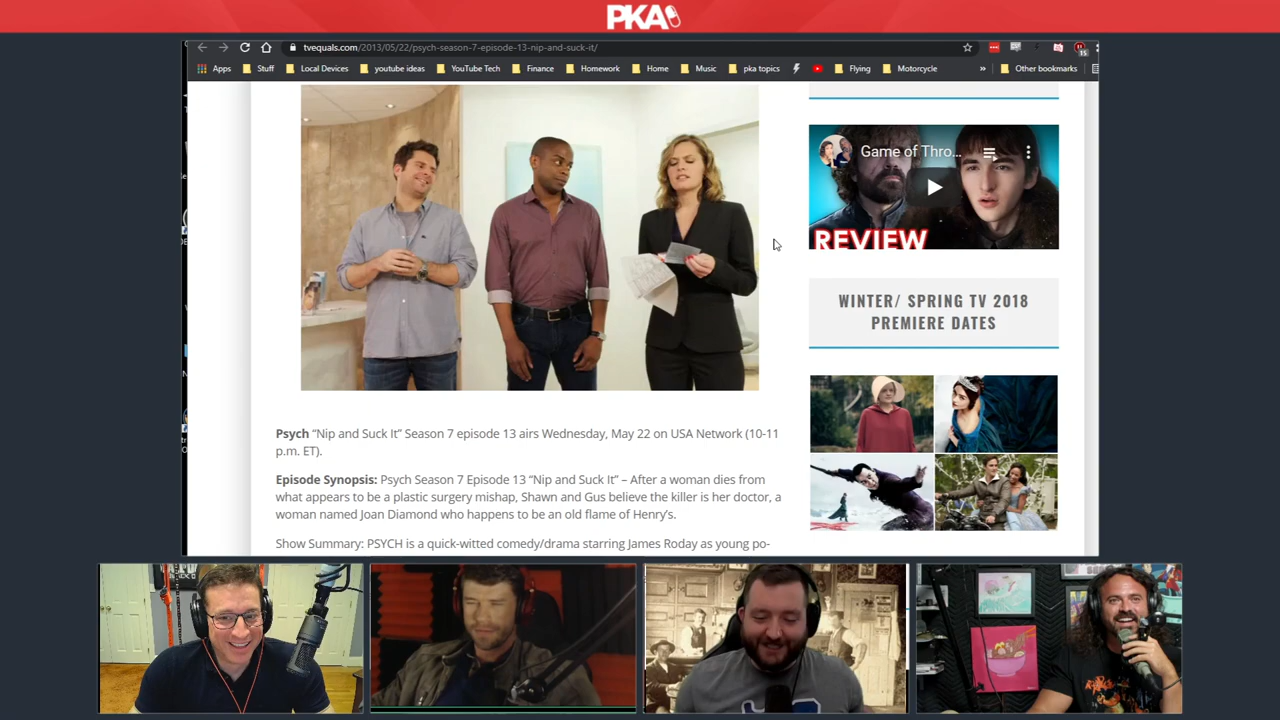 PKA
tvequals.com/2013/05/22/psych-season-7-episode-13-nip-and-suck-it/
15
Apps
Stuff
Local Devices
youtube ideas
YouTube Tech
Finance
Homework
Home
Music
pka topics
Flying
Motorcycle
»
Other bookmarks
Game of Thro...
REVIEW
WINTER/ SPRING TV 2018
PREMIERE DATES
Psych “Nip and Suck It” Season 7 episode 13 airs Wednesday, May 22 on USA Network (10-11
p.m. ET).
Episode Synopsis: Psych Season 7 Episode 13 “Nip and Suck It” – After a woman dies from
what appears to be a plastic surgery mishap, Shawn and Gus believe the killer is her doctor, a
woman named Joan Diamond who happens to be an old flame of Henry’s.
Show Summary: PSYCH is a quick-witted comedy/drama starring James Roday as young po-